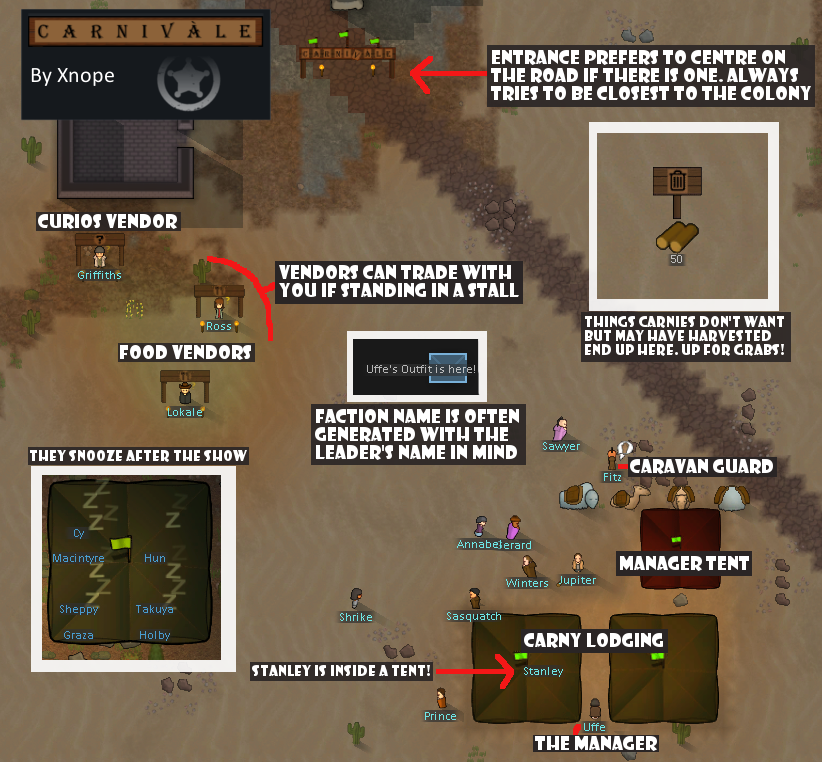 CARNIVÀLE
By Xnope
CARNIVALE
ENTRANCE PREFERS TO CENTRE ON
THE ROAD IF THERE IS ONE. ALWAYS
TRIES TO BE CLOSEST TO THE COLONY
CURIOS VENDOR
?
Griffiths
VENDORS CAN TRADE WITH
YOU IF STANDING IN A STALL
Ross
50
THINGS CARNIES DON'T WANT
BUT MAY HAVE HARVESTED
END UP HERE. UP FOR GRABS!
FOOD VENDORS
Uffe's Outfit is here!
Lokale
FACTION NAME IS OFTEN
GENERATED WITH THE
LEADER'S NAME IN MIND
Sawyer
THEY SNOOZE AFTER THE SHOW
Fitz
CARAVAN GUARD
Z Z Z
Cy
Macintyre
Hun
Sheppy
Takuya
Graza
Holby
Annabel
Gerard
MANAGER TENT
Winters
Jupiter
Shrike
Sasquatch
CARNY LODGING
STANLEY IS INSIDE A TENT!
Stanley
Prince
Uffe
THE MANAGER